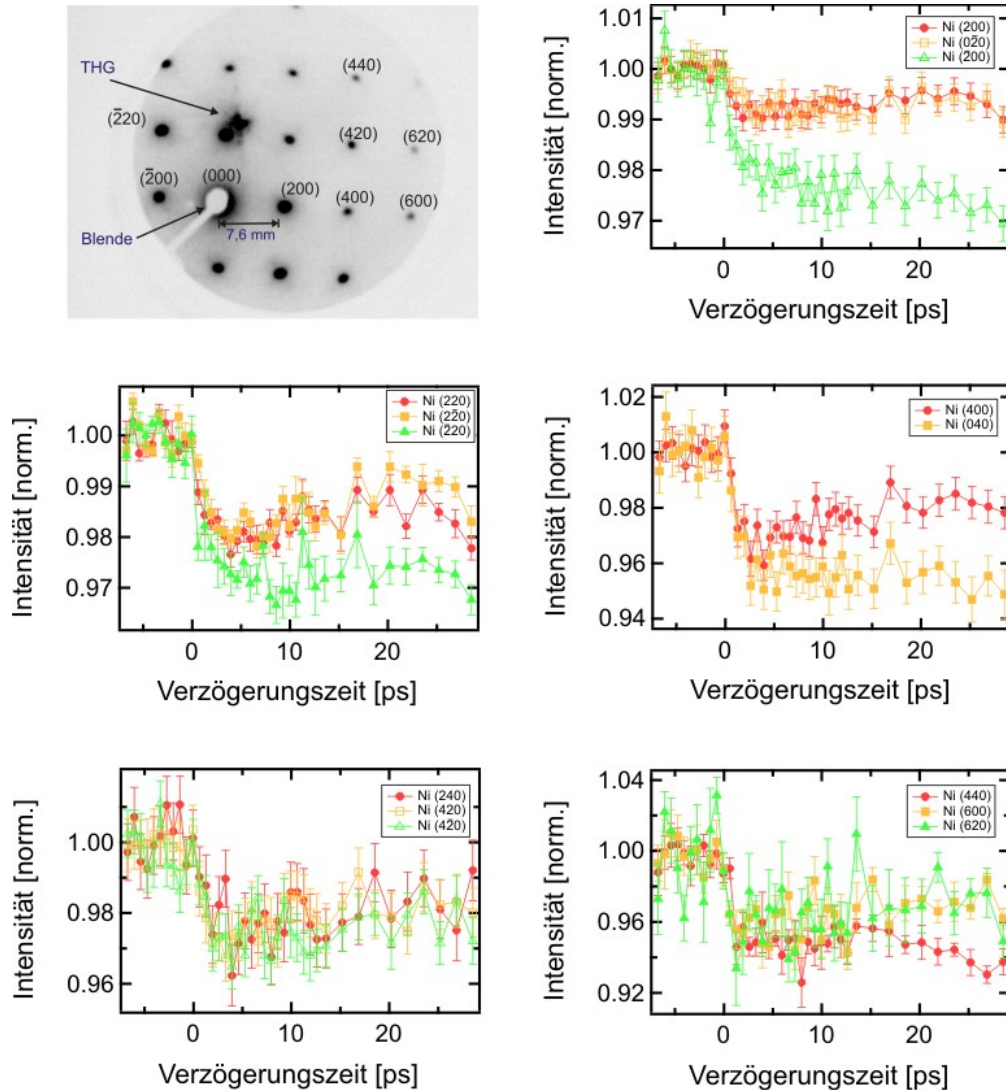 THG
(440)
(2̄20)
(420)
(620)
(2̄00)
(000)
(200)
(400)
(600)
Blende
7,6 mm
Intensität [norm.]
1.01
1.00
0.99
0.98
0.97
Ni (200)
Ni (02̄0)
Ni (2̄00)
0
10
20
Verzögerungszeit [ps]
Intensität [norm.]
1.00
0.99
0.98
0.97
Ni (220)
Ni (22̄0)
Ni (2̄20)
0
10
20
Verzögerungszeit [ps]
Intensität [norm.]
1.02
1.00
0.98
0.96
0.94
Ni (400)
Ni (040)
0
10
20
Verzögerungszeit [ps]
Intensität [norm.]
1.00
0.98
0.96
Ni (240)
Ni (420)
Ni (42̄0)
0
10
20
Verzögerungszeit [ps]
Intensität [norm.]
1.04
1.00
0.96
0.92
Ni (440)
Ni (600)
Ni (620)
0
10
20
Verzögerungszeit [ps]